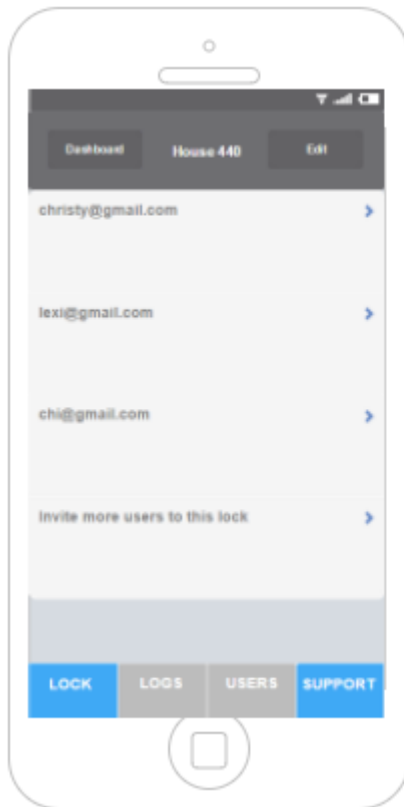 Dashboard House 440 Edit
christy@gmail.com
lexi@gmail.com
chi@gmail.com
Invite more users to this lock
LOCK LOGS USERS SUPPORT